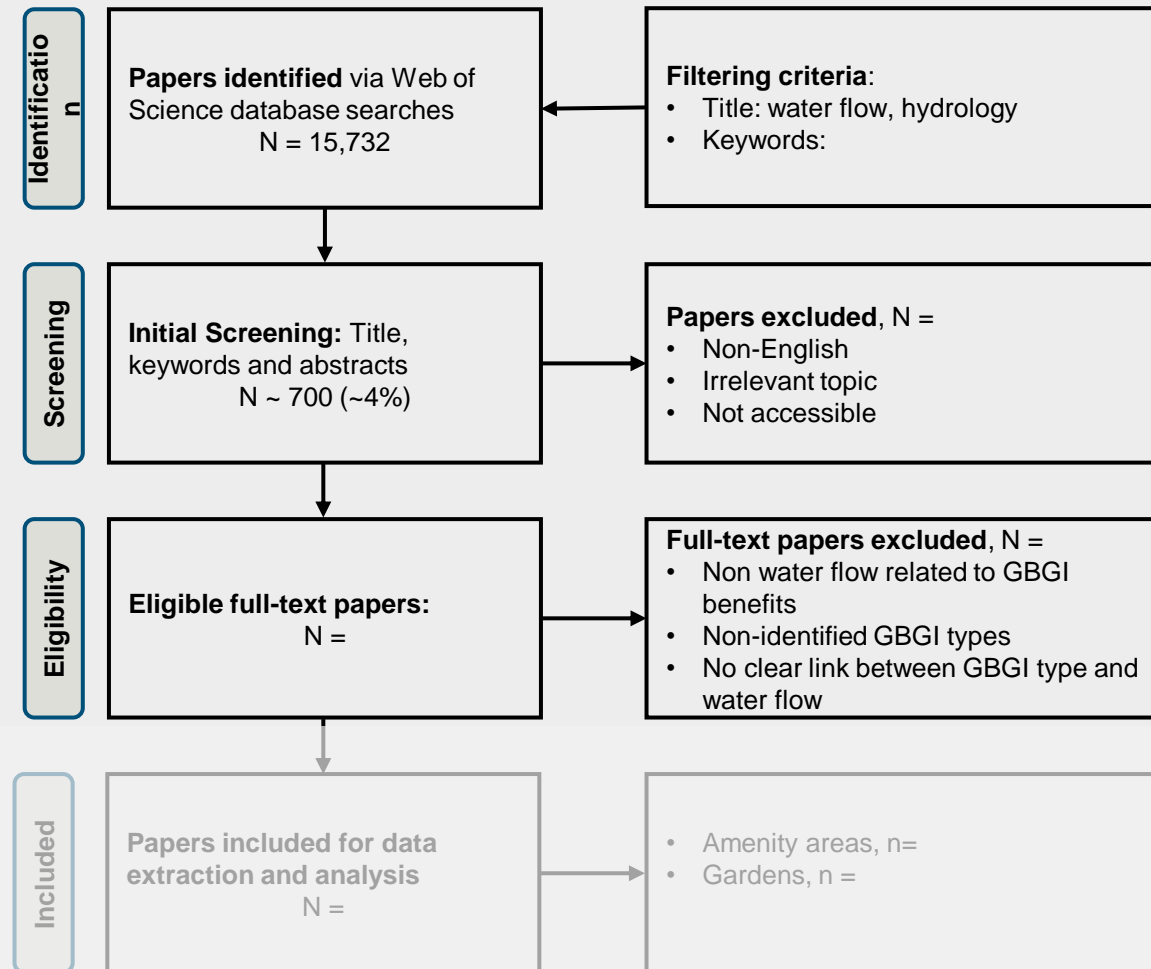 Identificatio
n
Papers identified via Web of
Science database searches
N = 15,732
Filtering criteria:
• Title: water flow, hydrology
• Keywords:
Screening
Initial Screening: Title,
keywords and abstracts
N ~ 700 (~4%)
Papers excluded, N =
• Non-English
• Irrelevant topic
• Not accessible
Eligibility
Eligible full-text papers:
N =
Full-text papers excluded, N =
• Non water flow related to GBGI
benefits
• Non-identified GBGI types
• No clear link between GBGI type and
water flow
Included
Papers included for data
extraction and analysis
N =
• Amenity areas, n=
• Gardens, n =